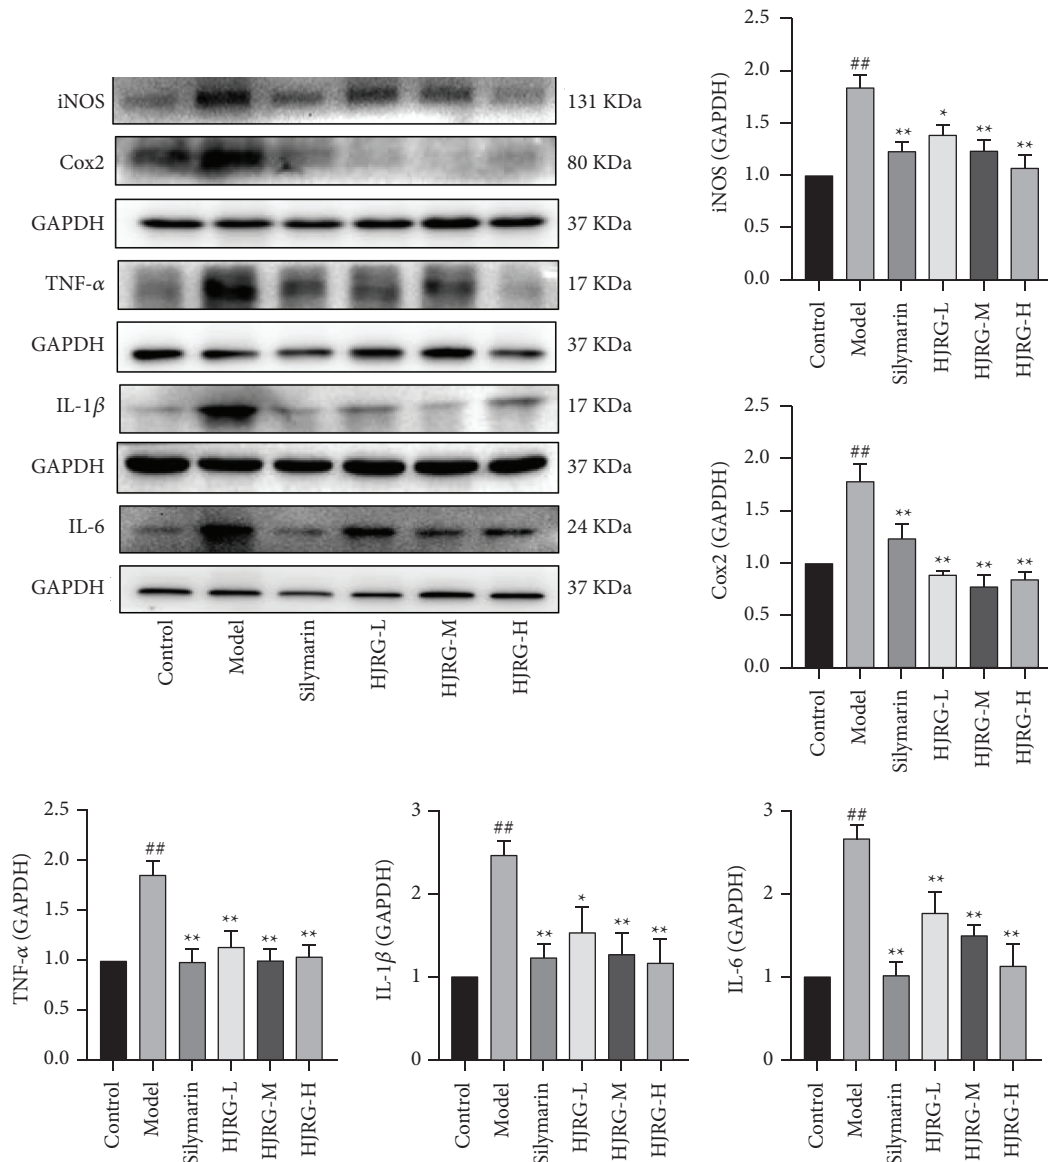 iNOS
131 KDa
Cox2
80 KDa
GAPDH
37 KDa
TNF-α
17 KDa
GAPDH
37 KDa
IL-1β
17 KDa
GAPDH
37 KDa
IL-6
24 KDa
GAPDH
37 KDa
Control
Model
Silymarin
HJRG-L
HJRG-M
HJRG-H
iNOS (GAPDH)
2.5
2.0
1.5
1.0
0.5
0.0
##
**
*
**
**
Control
Model
Silymarin
HJRG-L
HJRG-M
HJRG-H
Cox2 (GAPDH)
2.5
2.0
1.5
1.0
0.5
0.0
##
**
**
**
**
Control
Model
Silymarin
HJRG-L
HJRG-M
HJRG-H
TNF-α (GAPDH)
2.5
2.0
1.5
1.0
0.5
0.0
##
**
**
**
**
Control
Model
Silymarin
HJRG-L
HJRG-M
HJRG-H
IL-1β (GAPDH)
3
2
1
0
##
**
*
**
**
Control
Model
Silymarin
HJRG-L
HJRG-M
HJRG-H
IL-6 (GAPDH)
3
2
1
0
##
**
**
**
**
Control
Model
Silymarin
HJRG-L
HJRG-M
HJRG-H